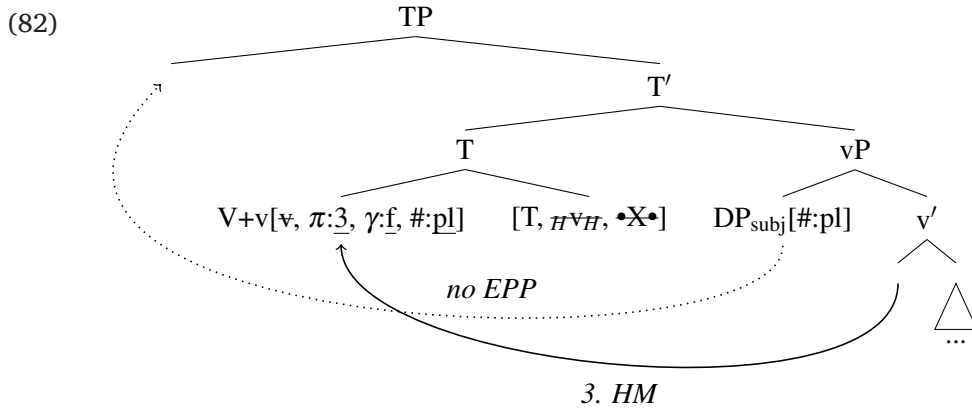 (82) TP
T′
T vP
V+v[v, π:3, γ:f, #:pl] [T, HvH, •X•] DPsubj[#:pl] v′
no EPP
...
3. HM